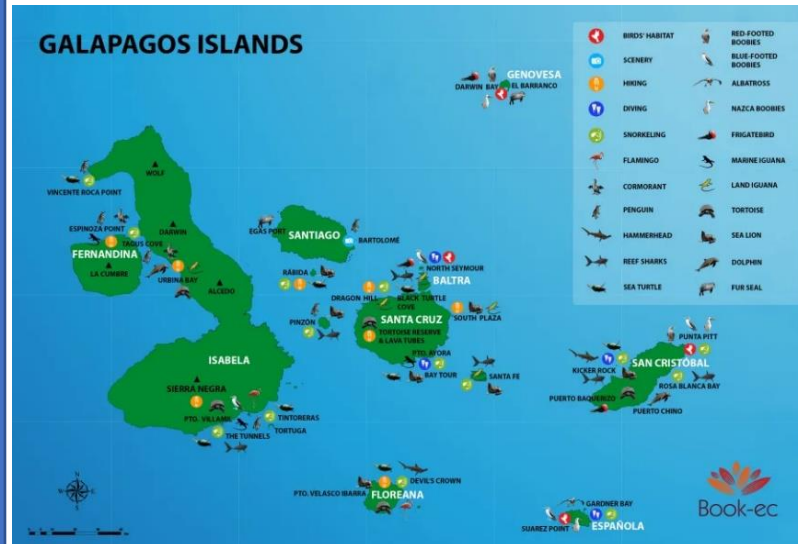 GALAPAGOS ISLANDS
BIRDS' HABITAT
RED-FOOTED
BOOBIES
SCENERY
BLUE-FOOTED
BOOBIES
HIKING
ALBATROSS
DIVING
NAZCA BOOBIES
SNORKELING
FRIGATEBIRD
FLAMINGO
MARINE IGUANA
CORMORANT
LAND IGUANA
PENGUIN
TORTOISE
HAMMERHEAD
SEA LION
REEF SHARKS
DOLPHIN
SEA TURTLE
FUR SEAL
GENOVESA
DARWIN BAY
EL BARRANCO
WOLF
VINCENTE ROCA POINT
ESPINOZA POINT
TAGUS COVE
DARWIN
FERNANDINA
LA CUMBRE
URBINA BAY
ALCEDO
EGAS PORT
SANTIAGO
BARTOLOMÉ
RÁBIDA
NORTH SEYMOUR
BALTRA
DRAGON HILL
BLACK TURTLE
COVE
PINZÓN
SANTA CRUZ
SOUTH PLAZA
TORTOISE RESERVE
& LAVA TUBES
PTO. AYORA
BAY TOUR
SANTA FE
ISABELA
SIERRA NEGRA
PTO. VILLAMIL
TINTORERAS
THE TUNNELS
TORTUGA
PUNTA PITT
KICKER ROCK
SAN CRISTÓBAL
ROSA BLANCA BAY
PUERTO BAQUERIZO
PUERTO CHINO
DEVIL'S CROWN
PTO. VELASCO IBARRA
FLOREANA
GARDNER BAY
SUAREZ POINT
ESPAÑOLA
N
Book-ec